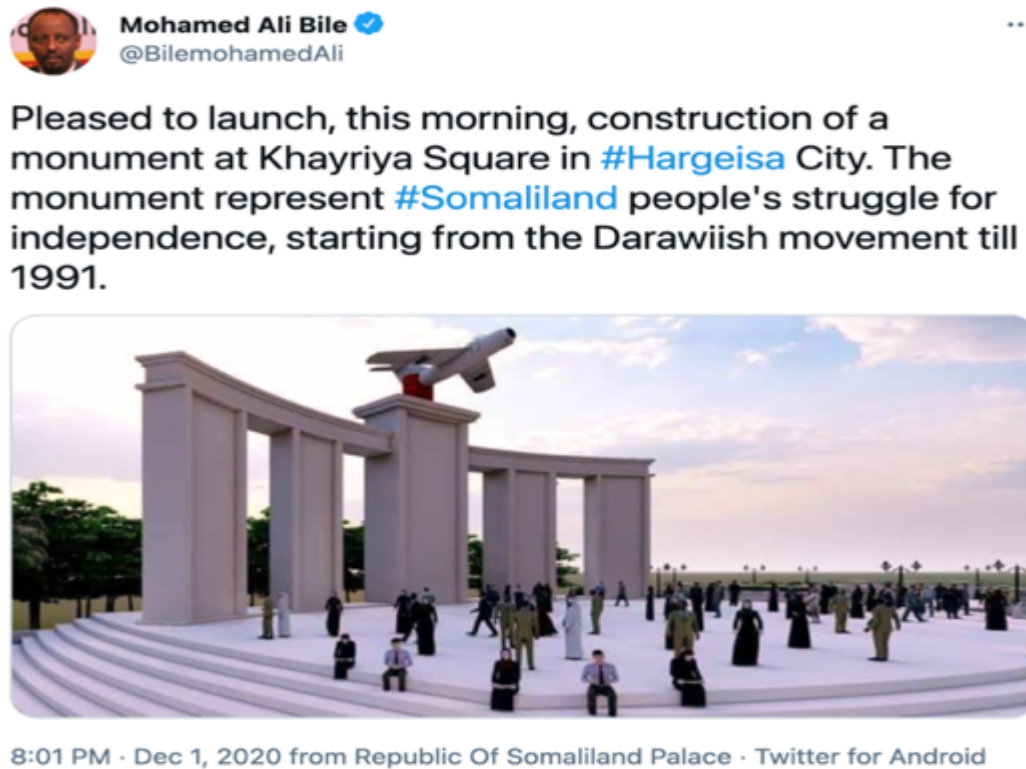 Mohamed Ali Bile
@BilemohamedAli
Pleased to launch, this morning, construction of a
monument at Khayriya Square in #Hargeisa City. The
monument represent #Somaliland people's struggle for
independence, starting from the Darawiish movement till
1991.
8:01 PM · Dec 1, 2020 from Republic Of Somaliland Palace · Twitter for Android